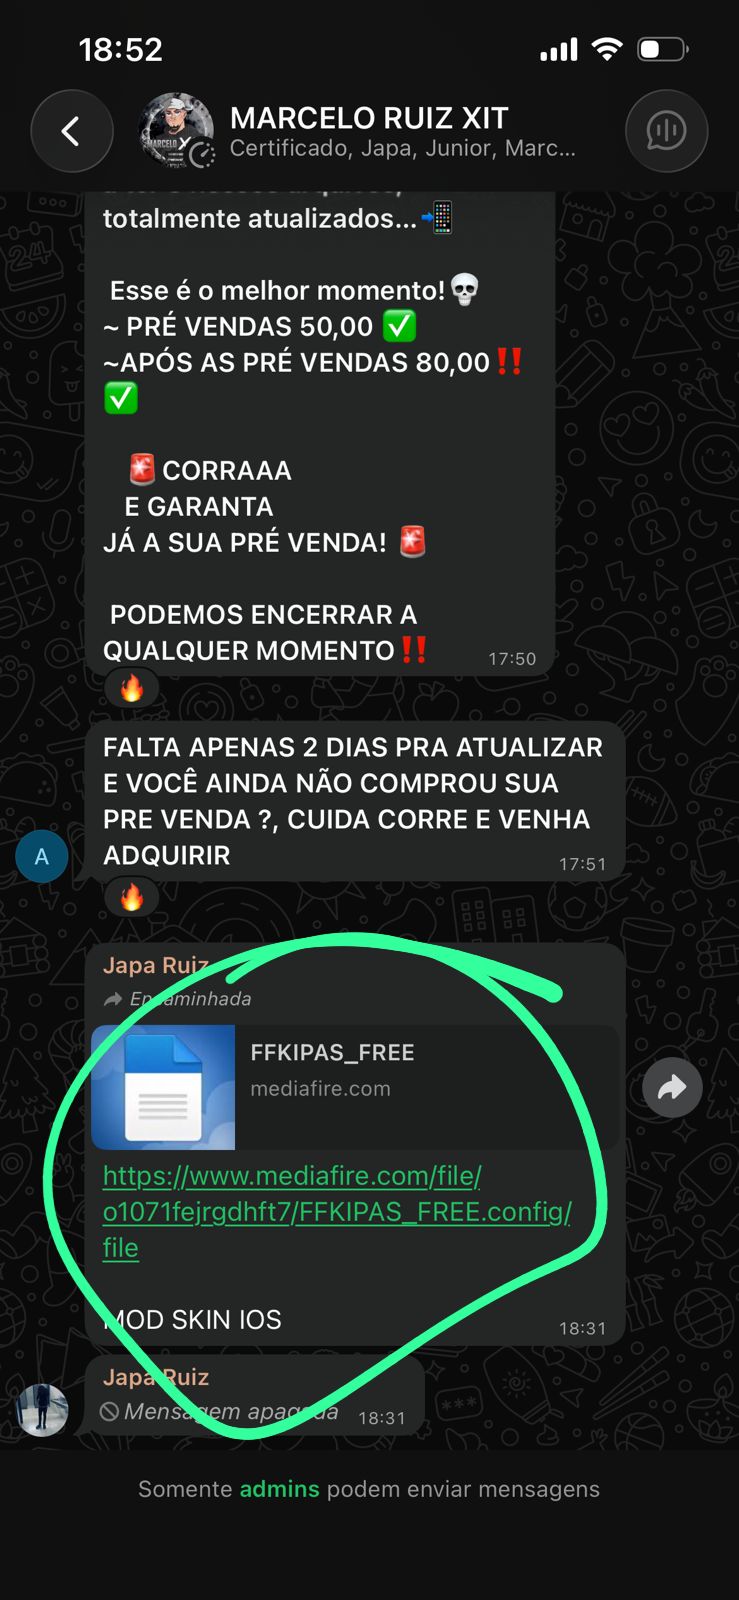 18:52
MARCELO RUIZ XIT
Certificado, Japa, Junior, Marc...
totalmente atualizados...📲
Esse é o melhor momento!💀
~ PRÉ VENDAS 50,00 ✅
~APÓS AS PRÉ VENDAS 80,00‼️
✅
🚨 CORRAAA
E GARANTA
JÁ A SUA PRÉ VENDA! 🚨
PODEMOS ENCERRAR A
QUALQUER MOMENTO‼️
17:50
🔥
FALTA APENAS 2 DIAS PRA ATUALIZAR
E VOCÊ AINDA NÃO COMPROU SUA
PRE VENDA ?, CUIDA CORRE E VENHA
ADQUIRIR
17:51
A
🔥
Japa Ruiz
Encaminhada
FFKIPAS_FREE
mediafire.com
https://www.mediafire.com/file/
o1071fejrgdhft7/FFKIPAS_FREE.config/
file
MOD SKIN IOS
18:31
Japa Ruiz
Mensagem apagada
18:31
Somente admins podem enviar mensagens